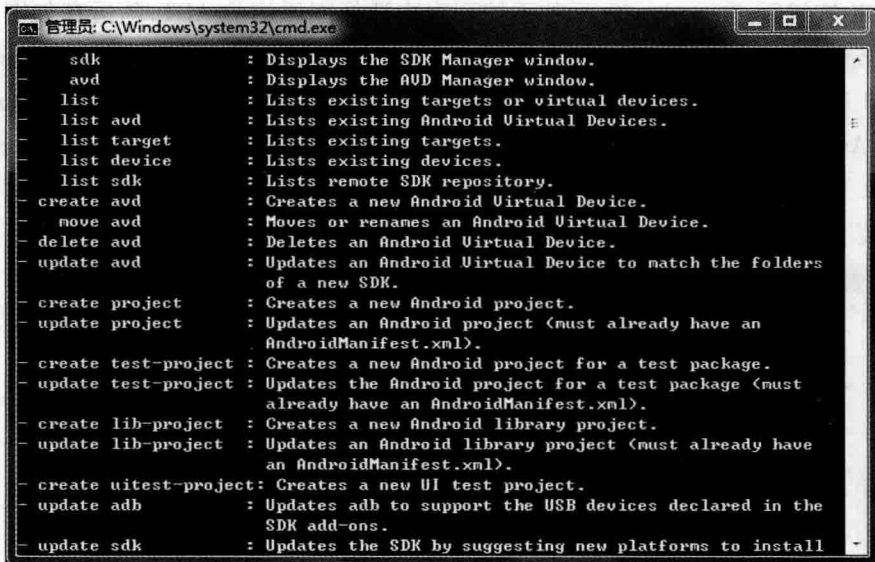 管理员: C:\Windows\system32\cmd.exe
- sdk : Displays the SDK Manager window.
- avd : Displays the AVD Manager window.
- list : Lists existing targets or virtual devices.
- list avd : Lists existing Android Virtual Devices.
- list target : Lists existing targets.
- list device : Lists existing devices.
- list sdk : Lists remote SDK repository.
- create avd : Creates a new Android Virtual Device.
- move avd : Moves or renames an Android Virtual Device.
- delete avd : Deletes an Android Virtual Device.
- update avd : Updates an Android Virtual Device to match the folders
of a new SDK.
- create project : Creates a new Android project.
- update project : Updates an Android project (must already have an
AndroidManifest.xml).
- create test-project : Creates a new Android project for a test package.
- update test-project : Updates the Android project for a test package (must
already have an AndroidManifest.xml).
- create lib-project : Creates a new Android library project.
- update lib-project : Updates an Android library project (must already have
an AndroidManifest.xml).
- create uitest-project: Creates a new UI test project.
- update adb : Updates adb to support the USB devices declared in the
SDK add-ons.
- update sdk : Updates the SDK by suggesting new platforms to install